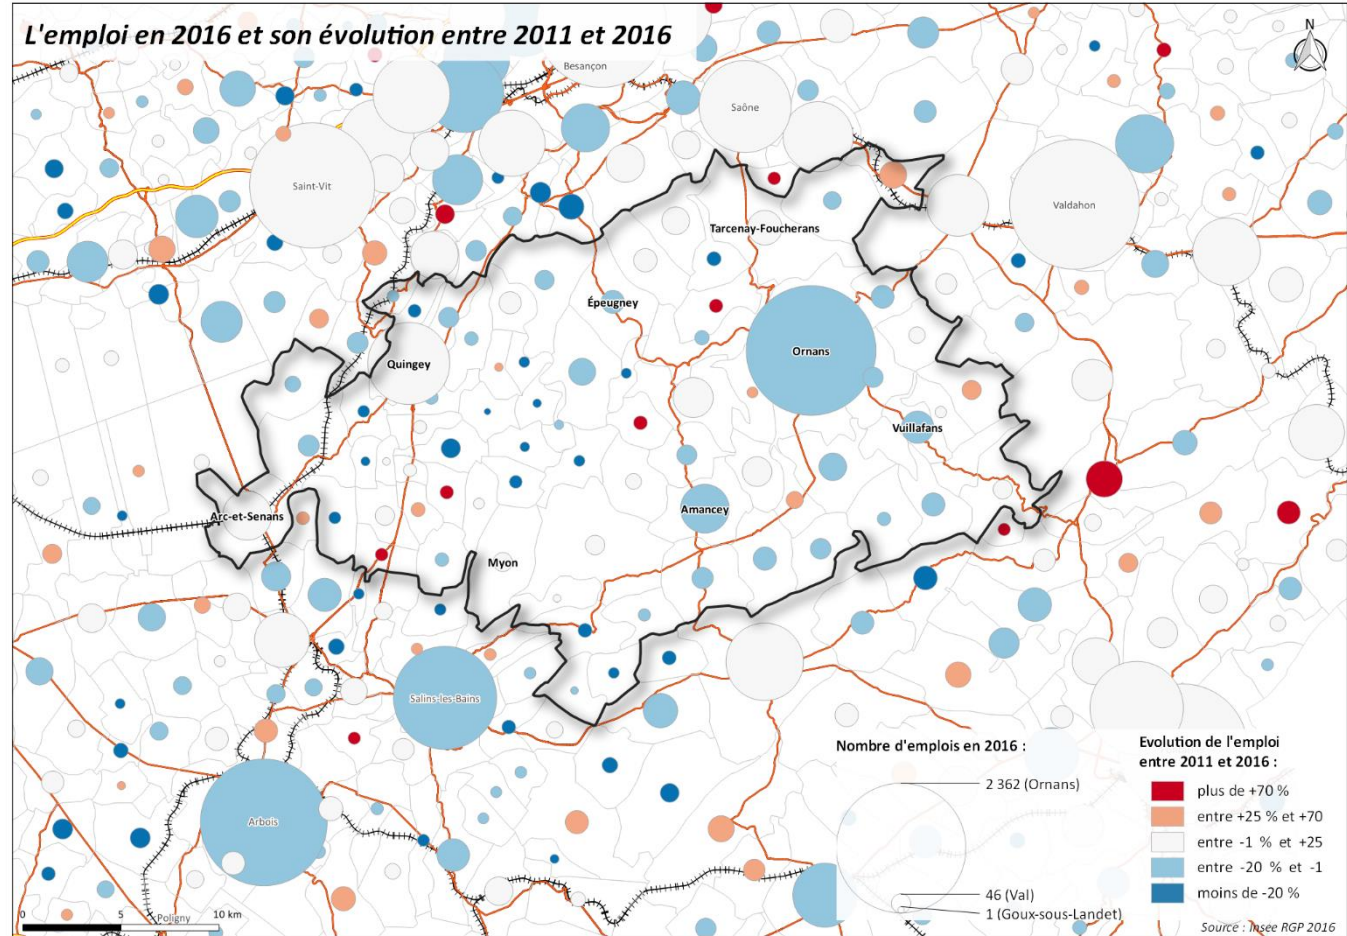 L'emploi en 2016 et son évolution entre 2011 et 2016
N
Besançon
Saône
Saint-Vit
Valdahon
Tarcenay-Foucherans
Épeugney
Ornans
Quingey
Vuillafans
Amancey
Arc-et-Senans
Myon
Salins-les-Bains
Arbois
Poligny
0 5 10 km
Nombre d'emplois en 2016 :
2 362 (Ornans)
46 (Val)
1 (Goux-sous-Landet)
Evolution de l'emploi
entre 2011 et 2016 :
plus de +70 %
entre +25 % et +70
entre -1 % et +25
entre -20 % et -1
moins de -20 %
Source : Insee RGP 2016